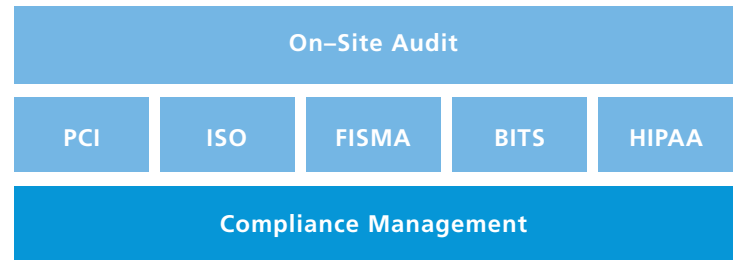 On–Site Audit
PCI ISO FISMA BITS HIPAA
Compliance Management